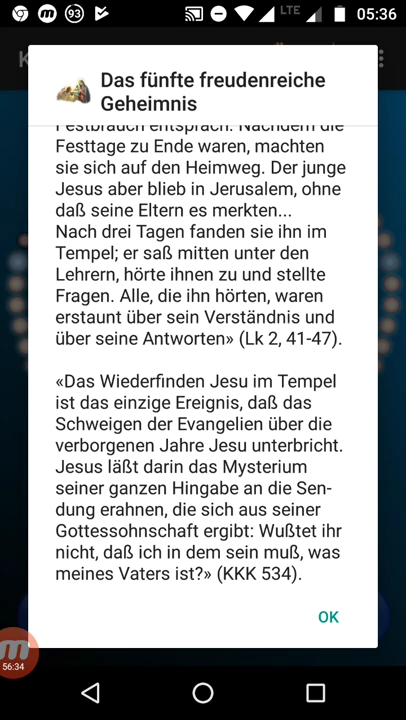 93
LTE
05:36
K
Das fünfte freudenreiche
Geheimnis
Festbrauch entsprach. Nachdem die
Festtage zu Ende waren, machten
sie sich auf den Heimweg. Der junge
Jesus aber blieb in Jerusalem, ohne
daß seine Eltern es merkten...
Nach drei Tagen fanden sie ihn im
Tempel; er saß mitten unter den
Lehrern, hörte ihnen zu und stellte
Fragen. Alle, die ihn hörten, waren
erstaunt über sein Verständnis und
über seine Antworten» (Lk 2, 41-47).
«Das Wiederfinden Jesu im Tempel
ist das einzige Ereignis, daß das
Schweigen der Evangelien über die
verborgenen Jahre Jesu unterbricht.
Jesus läßt darin das Mysterium
seiner ganzen Hingabe an die Sen-
dung erahnen, die sich aus seiner
Gottessohnschaft ergibt: Wußtet ihr
nicht, daß ich in dem sein muß, was
meines Vaters ist?» (KKK 534).
OK
56:34